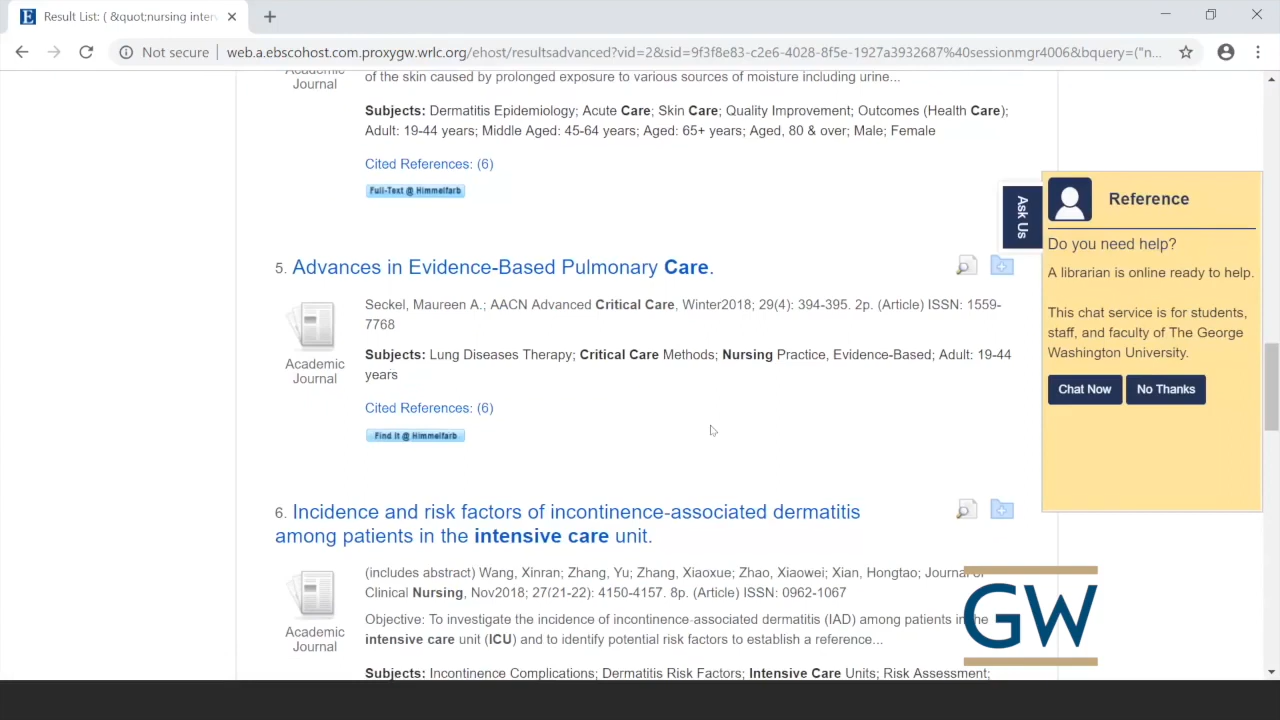 Result List: ( &quot:nursing interv
Not secure
web.a.ebscohost.com.proxygw.wrlc.org/ehost/resultsadvanced?vid=2&sid=9f3f8e83-c2e6-4028-8f5e-1927a3932687%40sessionmgr4006&bquery=("n...
Academic
Journal
of the skin caused by prolonged exposure to various sources of moisture including urine...
Subjects: Dermatitis Epidemiology; Acute Care; Skin Care; Quality Improvement; Outcomes (Health Care);
Adult: 19-44 years; Middle Aged: 45-64 years; Aged: 65+ years; Aged, 80 & over; Male; Female
Cited References: (6)
Full-Text @ Himmelfarb
5. Advances in Evidence-Based Pulmonary Care.
Academic
Journal
Seckel, Maureen A.; AACN Advanced Critical Care, Winter2018; 29(4): 394-395. 2p. (Article) ISSN: 1559-
7768
Subjects: Lung Diseases Therapy; Critical Care Methods; Nursing Practice, Evidence-Based; Adult: 19-44
years
Cited References: (6)
Find It @ Himmelfarb
6. Incidence and risk factors of incontinence-associated dermatitis
among patients in the intensive care unit.
Academic
Journal
(includes abstract) Wang, Xinran; Zhang, Yu; Zhang, Xiaoxue; Zhao, Xiaowei; Xian, Hongtao; Journal of
Clinical Nursing, Nov2018; 27(21-22): 4150-4157. 8p. (Article) ISSN: 0962-1067
Objective: To investigate the incidence of incontinence-associated dermatitis (IAD) among patients in the
intensive care unit (ICU) and to identify potential risk factors to establish a reference...
Subjects: Incontinence Complications; Dermatitis Risk Factors; Intensive Care Units; Risk Assessment;
Ask Us
Reference
Do you need help?
A librarian is online ready to help.
This chat service is for students,
staff, and faculty of The George
Washington University.
Chat Now
No Thanks
GW